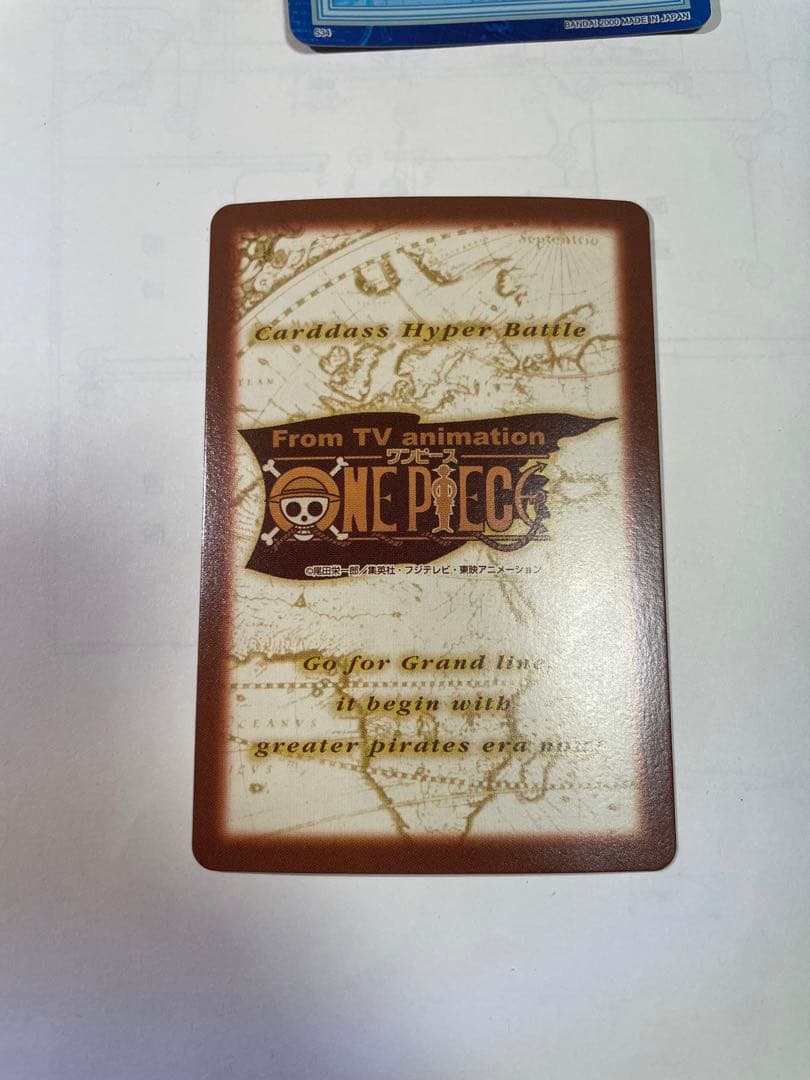 S34
BANDAI 2000 MADE IN JAPAN
Septentrio
Carddass Hyper Battle
From TV animation
ワンピース
ONE PIECE
©尾田栄一郎／集英社・フジテレビ・東映アニメーション
Go for Grand line,
it begin with
CEANVS
greater pirates era now!